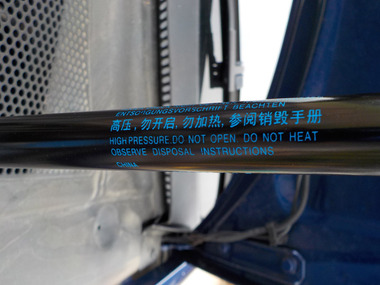 ENTSORGUNGSVORSCHRIFT BEACHTEN
高压,勿开启,勿加热,参阅销毁手册
HIGH PRESSURE.DO NOT OPEN DO NOT HEAT
OBSERVE DISPOSAL INSTRUCTIONS
CHINA